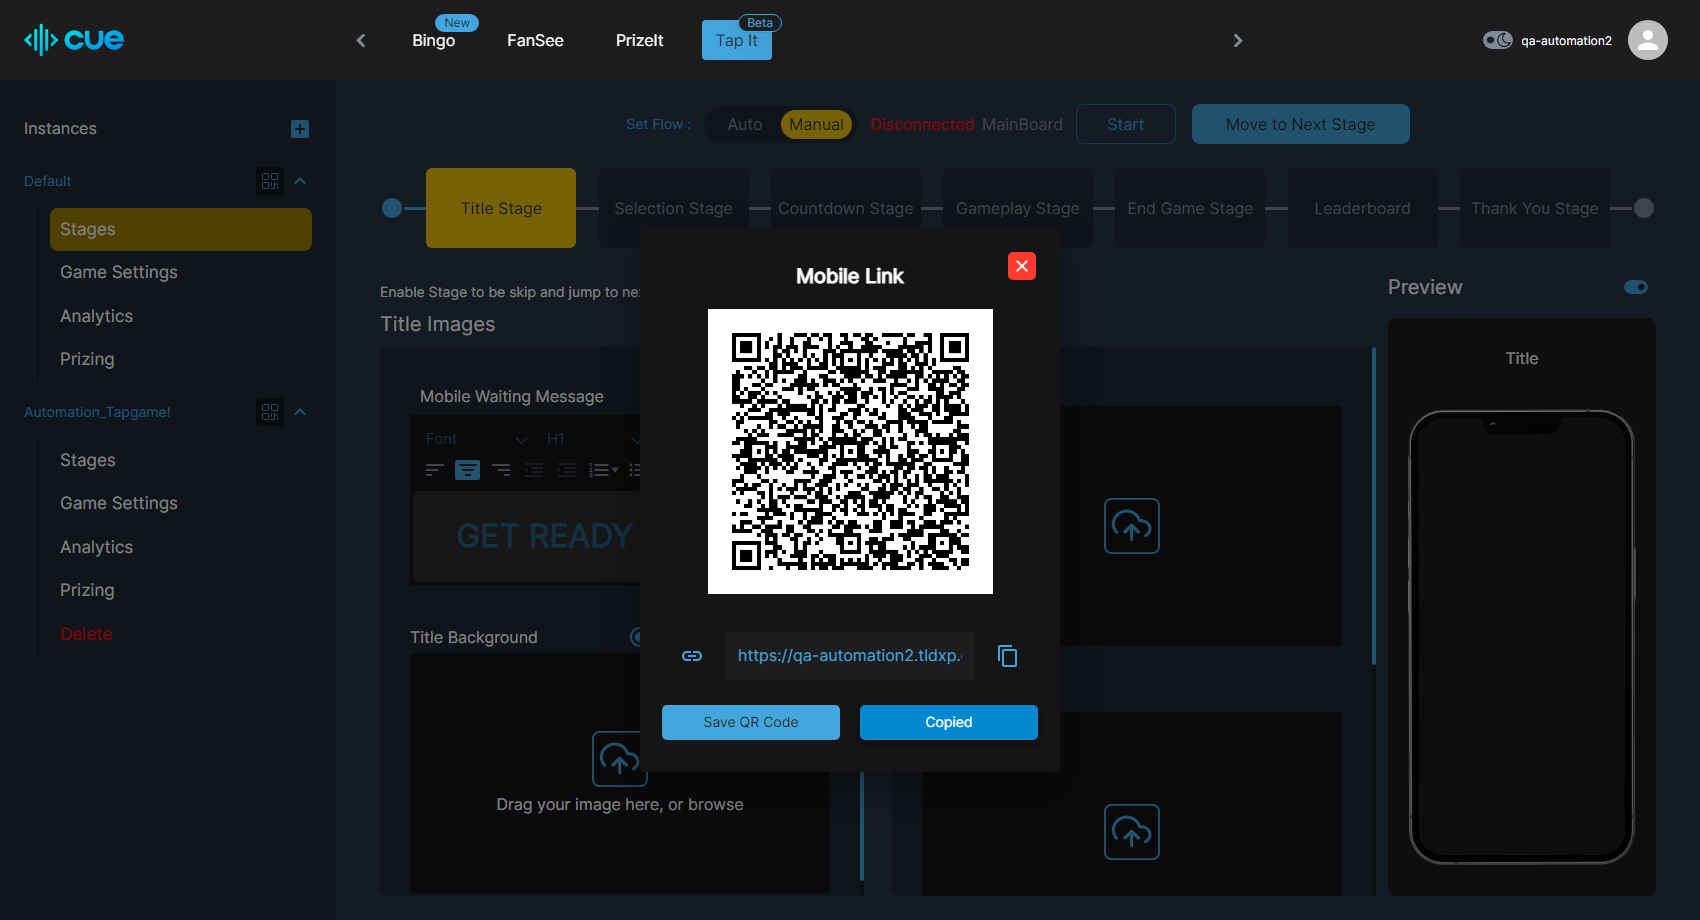 cue
New
Bingo
FanSee
PrizeIt
Beta
Tap It
qa-automation2
Instances
Default
Stages
Game Settings
Analytics
Prizing
Automation_Tapgame!
Stages
Game Settings
Analytics
Prizing
Delete
Set Flow :
Auto
Manual
Disconnected MainBoard
Start
Move to Next Stage
Title Stage
Selection Stage
Countdown Stage
Gameplay Stage
End Game Stage
Leaderboard
Thank You Stage
Enable Stage to be skip and jump to
Title Images
Mobile Waiting Message
Font
H1
GET READY
Title Background
Drag your image here, or browse
Mobile Link
https://qa-automation2.tldxp.
Save QR Code
Copied
Preview
Title